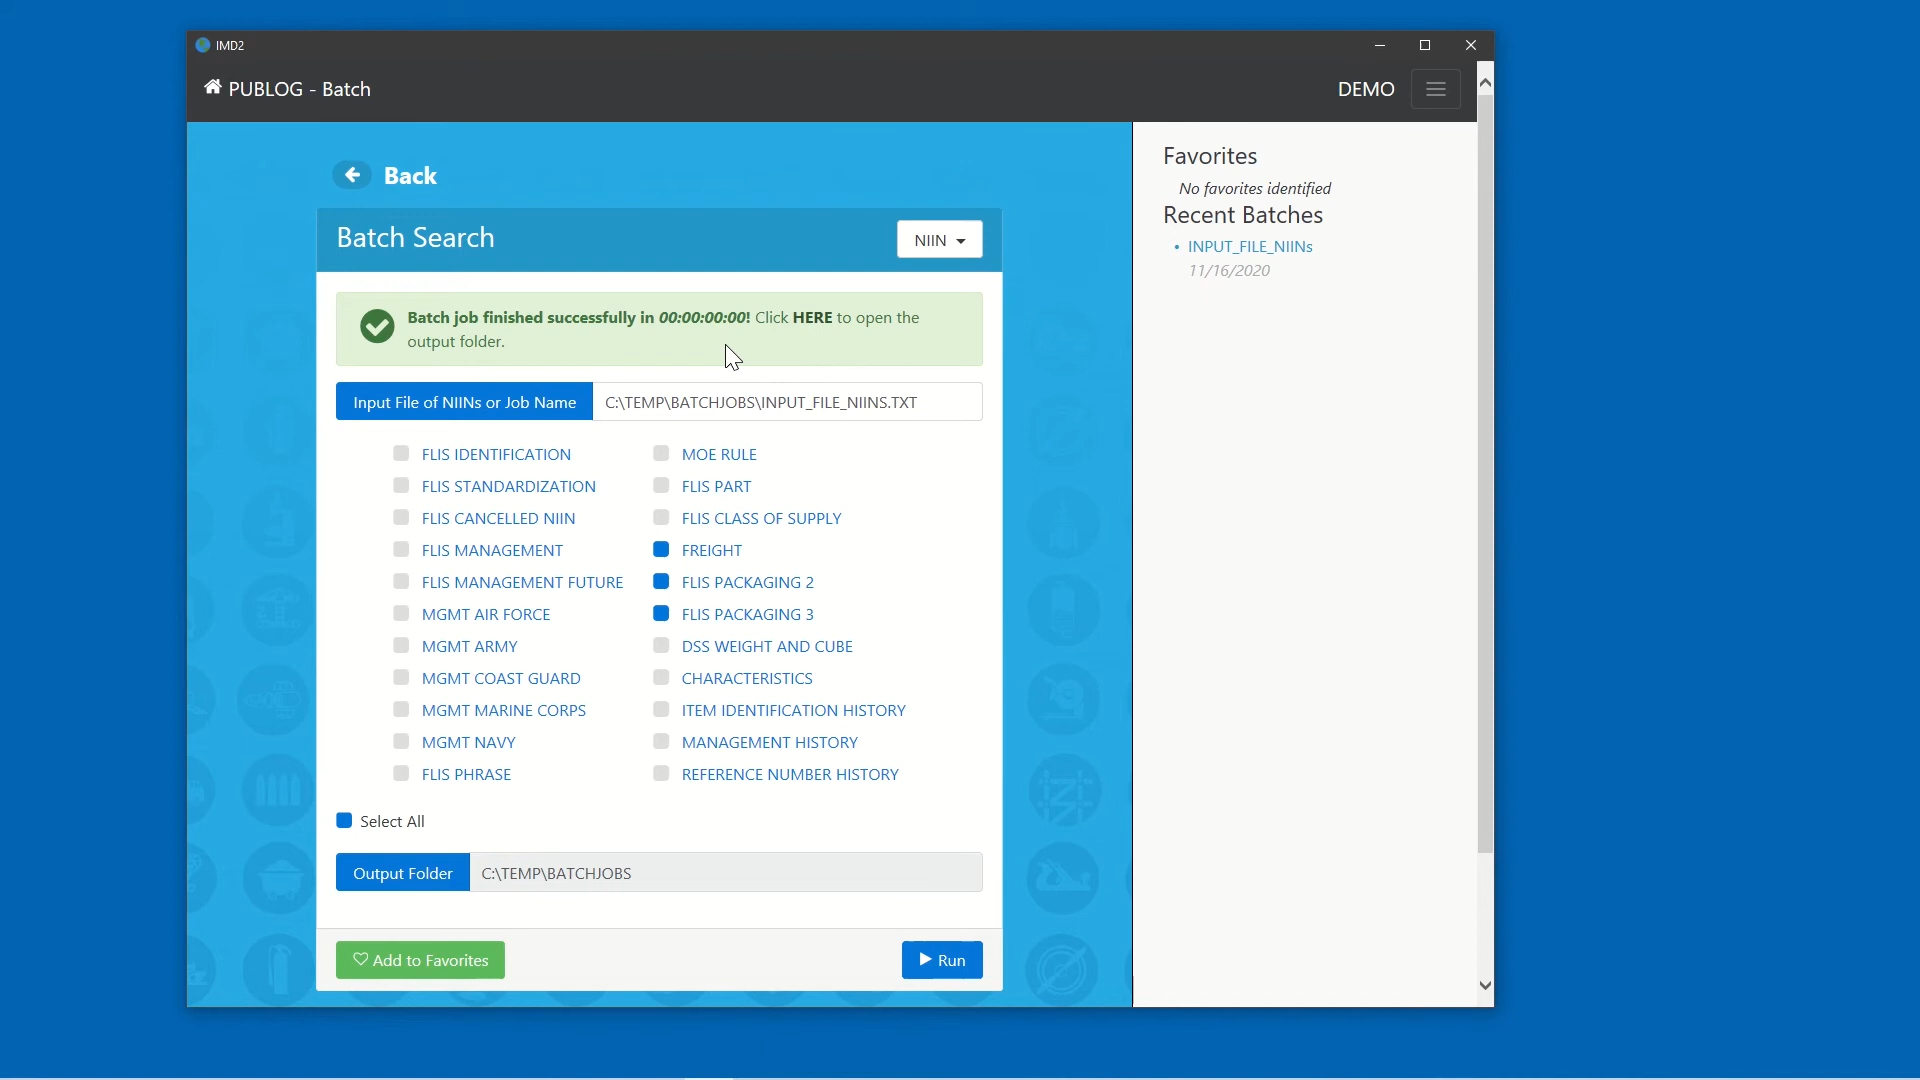 IMD2
PUBLOG - Batch
DEMO
Back
Batch Search
NIIN
Batch job finished successfully in 00:00:00:00! Click HERE to open the
output folder.
Input File of NIINs or Job Name
C:\TEMP\BATCHJOBS\INPUT_FILE_NIINS.TXT
FLIS IDENTIFICATION
FLIS STANDARDIZATION
FLIS CANCELLED NIIN
FLIS MANAGEMENT
FLIS MANAGEMENT FUTURE
MGMT AIR FORCE
MGMT ARMY
MGMT COAST GUARD
MGMT MARINE CORPS
MGMT NAVY
FLIS PHRASE
MOE RULE
FLIS PART
FLIS CLASS OF SUPPLY
FREIGHT
FLIS PACKAGING 2
FLIS PACKAGING 3
DSS WEIGHT AND CUBE
CHARACTERISTICS
ITEM IDENTIFICATION HISTORY
MANAGEMENT HISTORY
REFERENCE NUMBER HISTORY
Select All
Output Folder
C:\TEMP\BATCHJOBS
Add to Favorites
Run
Favorites
No favorites identified
Recent Batches
INPUT_FILE_NIINs
11/16/2020